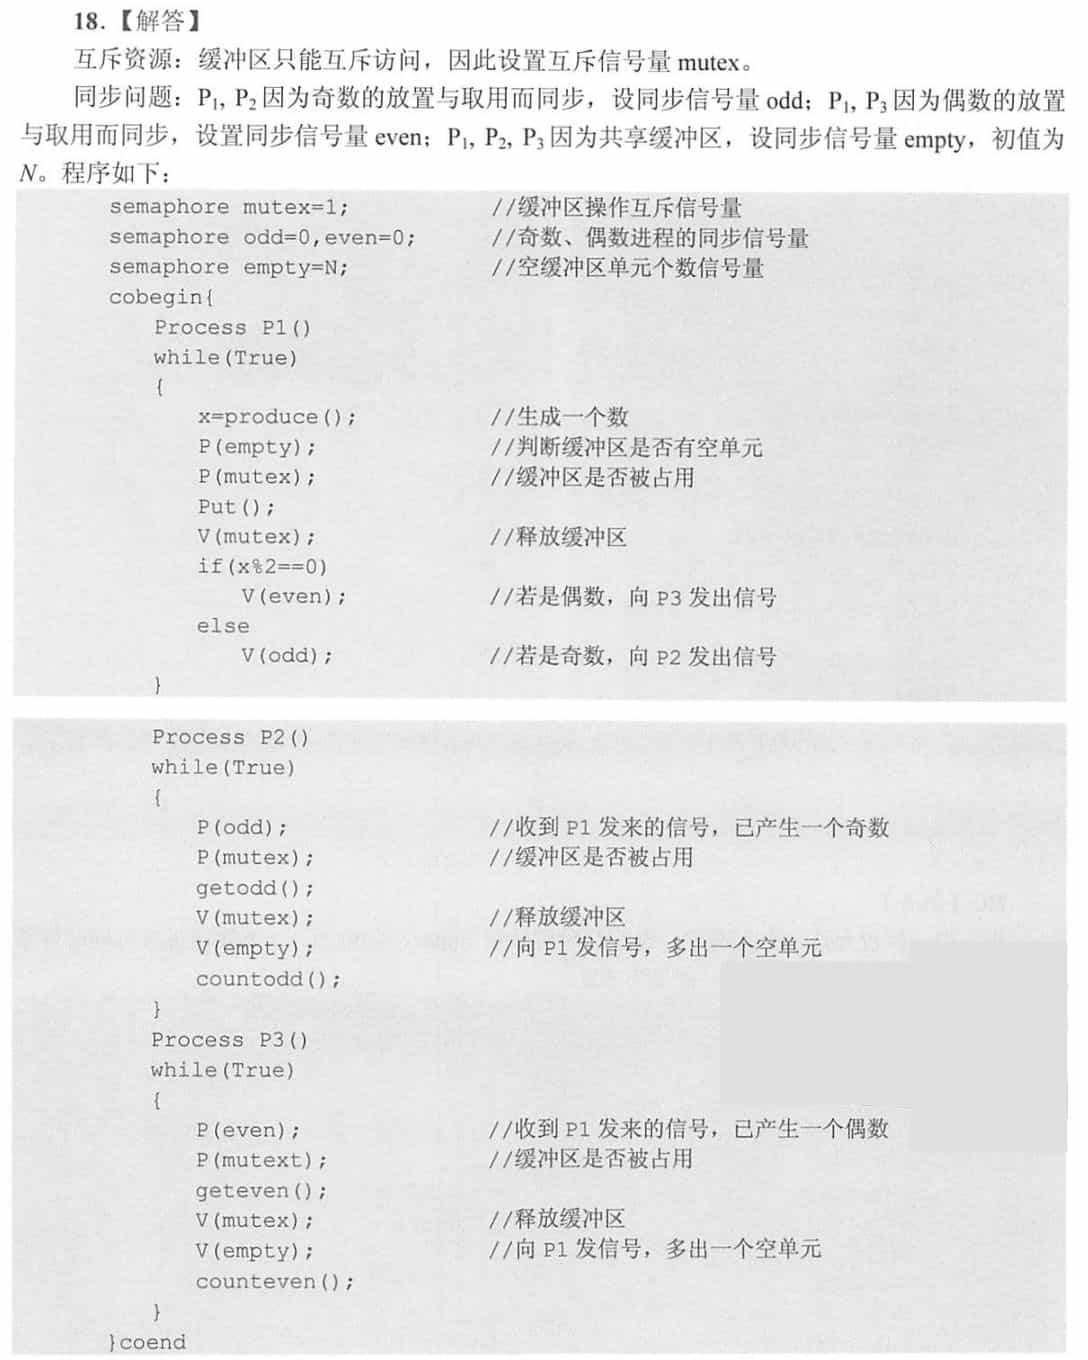 18.【解答】
互斥资源：缓冲区只能互斥访问，因此设置互斥信号量 mutex。
同步问题：P1, P2 因为奇数的放置与取用而同步，设同步信号量 odd；P1, P3 因为偶数的放置
与取用而同步，设置同步信号量 even；P1, P2, P3 因为共享缓冲区，设同步信号量 empty，初值为
N。程序如下：
semaphore mutex=1; //缓冲区操作互斥信号量
semaphore odd=0,even=0; //奇数、偶数进程的同步信号量
semaphore empty=N; //空缓冲区单元个数信号量
cobegin{
Process P1()
while(True)
{
x=produce(); //生成一个数
P(empty); //判断缓冲区是否有空单元
P(mutex); //缓冲区是否被占用
Put();
V(mutex); //释放缓冲区
if(x%2==0)
V(even); //若是偶数，向 P3 发出信号
else
V(odd); //若是奇数，向 P2 发出信号
}
Process P2()
while(True)
{
P(odd); //收到 P1 发来的信号，已产生一个奇数
P(mutex); //缓冲区是否被占用
getodd();
V(mutex); //释放缓冲区
V(empty); //向 P1 发信号，多出一个空单元
countodd();
}
Process P3()
while(True)
{
P(even); //收到 P1 发来的信号，已产生一个偶数
P(mutext); //缓冲区是否被占用
geteven();
V(mutex); //释放缓冲区
V(empty); //向 P1 发信号，多出一个空单元
counteven();
}
}coend